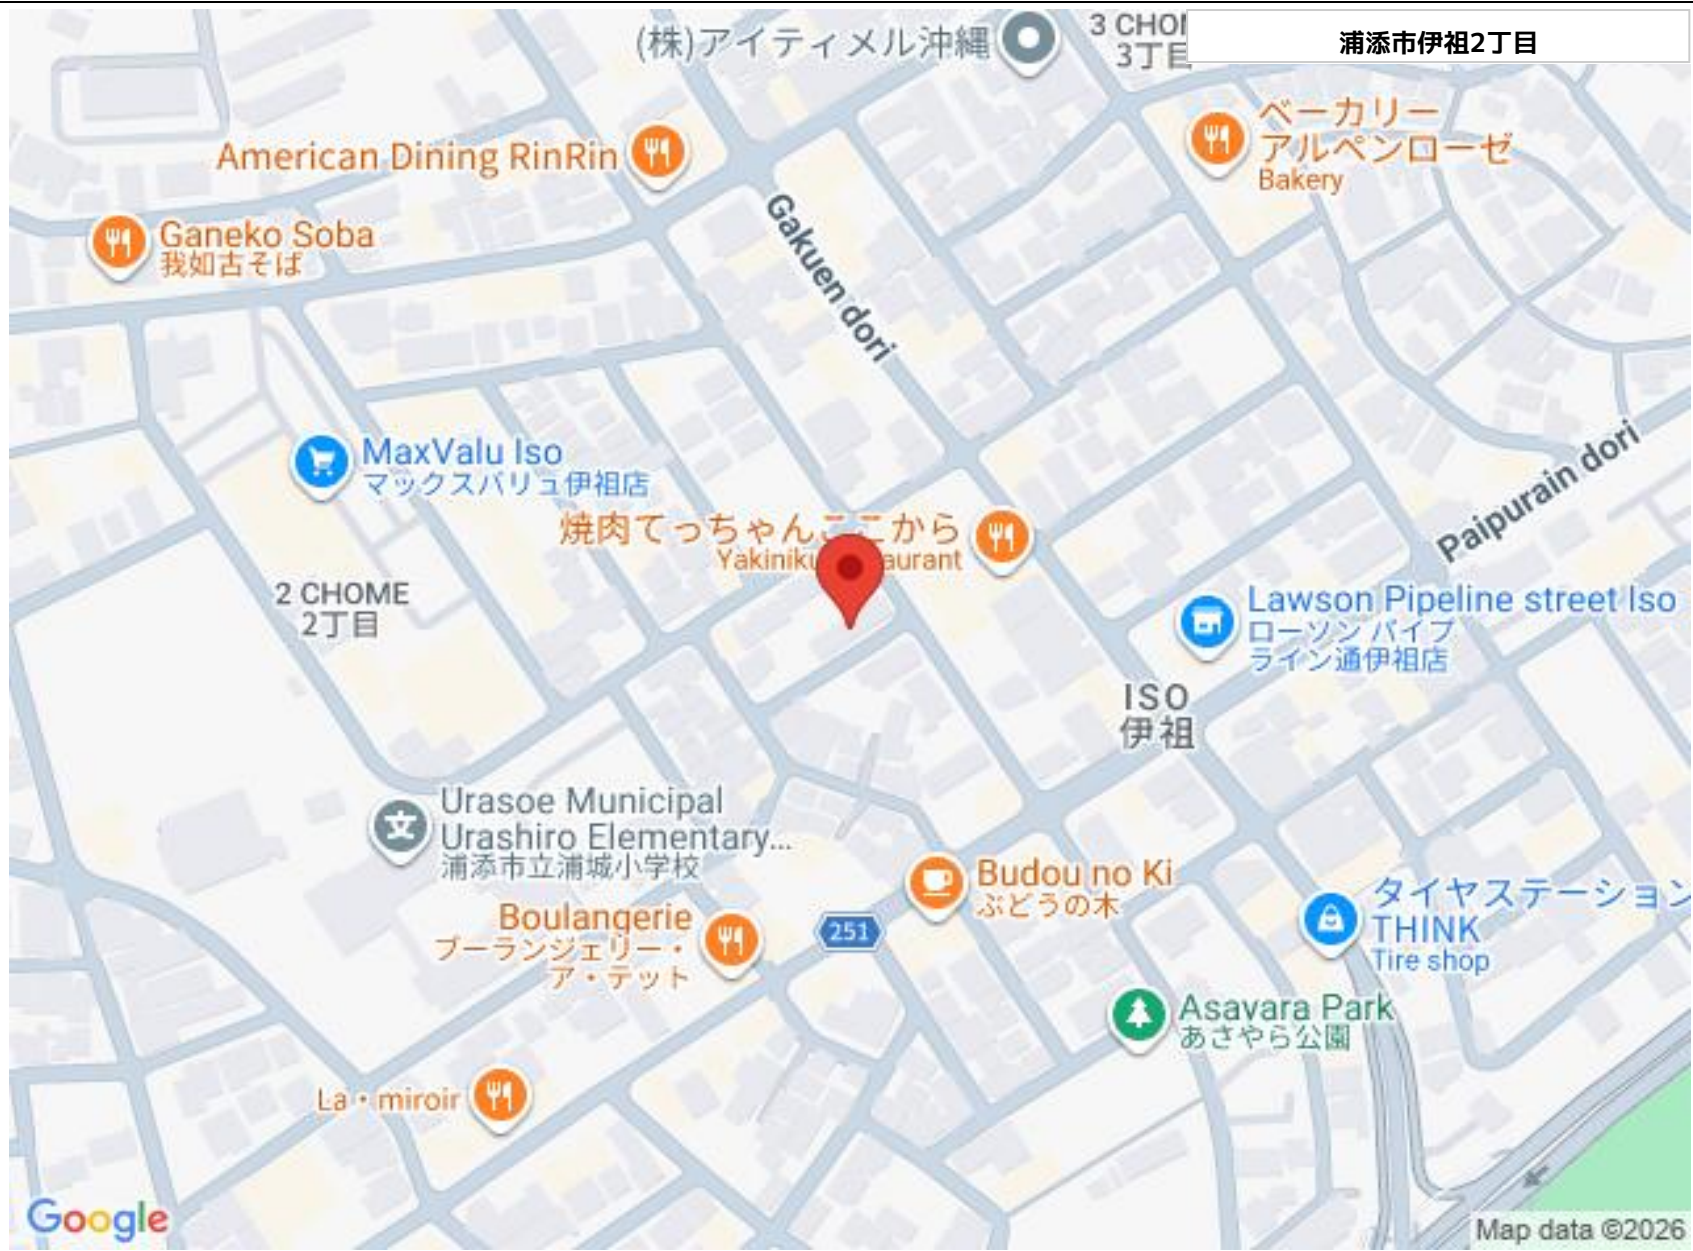 浦添市伊祖2丁目
(株)アイティメル沖縄
3丁目
American Dining RinRin
ベーカリー
アルペンローゼ
Bakery
Ganeko Soba
我如古そば
Gakuen dori
MaxValu Iso
マックスバリュ伊祖店
Paipurain dori
焼肉てっちゃんここから
2 CHOME
2丁目
Lawson Pipeline street Iso
ローソン パイプ
ライン通伊祖店
ISO
伊祖
Urasoe Municipal
Urashiro Elementary...
浦添市立浦城小学校
Budou no Ki
ぶどうの木
Boulangerie
ブーランジェリー・
ア・テット
251
タイヤステーション
THINK
Tire shop
Asavara Park
あさやら公園
La・miroir
Google
Map data ©2026